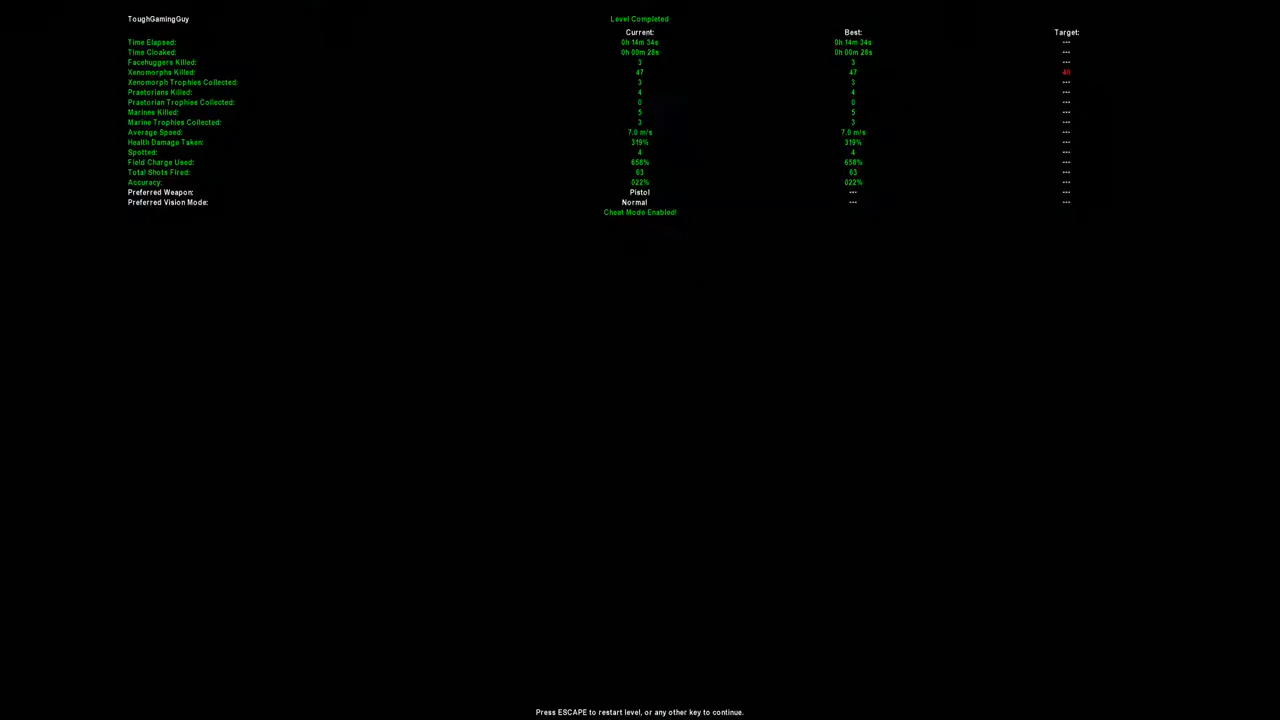 ToughGamingGuy Level Completed
Current: Best: Target:
Time Elapsed: 0h 14m 34s 0h 14m 34s ---
Time Cloaked: 0h 00m 28s 0h 00m 28s ---
Facehuggers Killed: 3 3 ---
Xenomorphs Killed: 47 47 40
Xenomorph Trophies Collected: 3 3 ---
Praetorians Killed: 4 4 ---
Praetorian Trophies Collected: 0 0 ---
Marines Killed: 5 5 ---
Marine Trophies Collected: 3 3 ---
Average Speed: 7.0 m/s 7.0 m/s ---
Health Damage Taken: 319% 319% ---
Spotted: 4 4 ---
Field Charge Used: 658% 658% ---
Total Shots Fired: 63 63 ---
Accuracy: 022% 022% ---
Preferred Weapon: Pistol --- ---
Preferred Vision Mode: Normal --- ---
Cheat Mode Enabled!
Press ESCAPE to restart level, or any other key to continue.